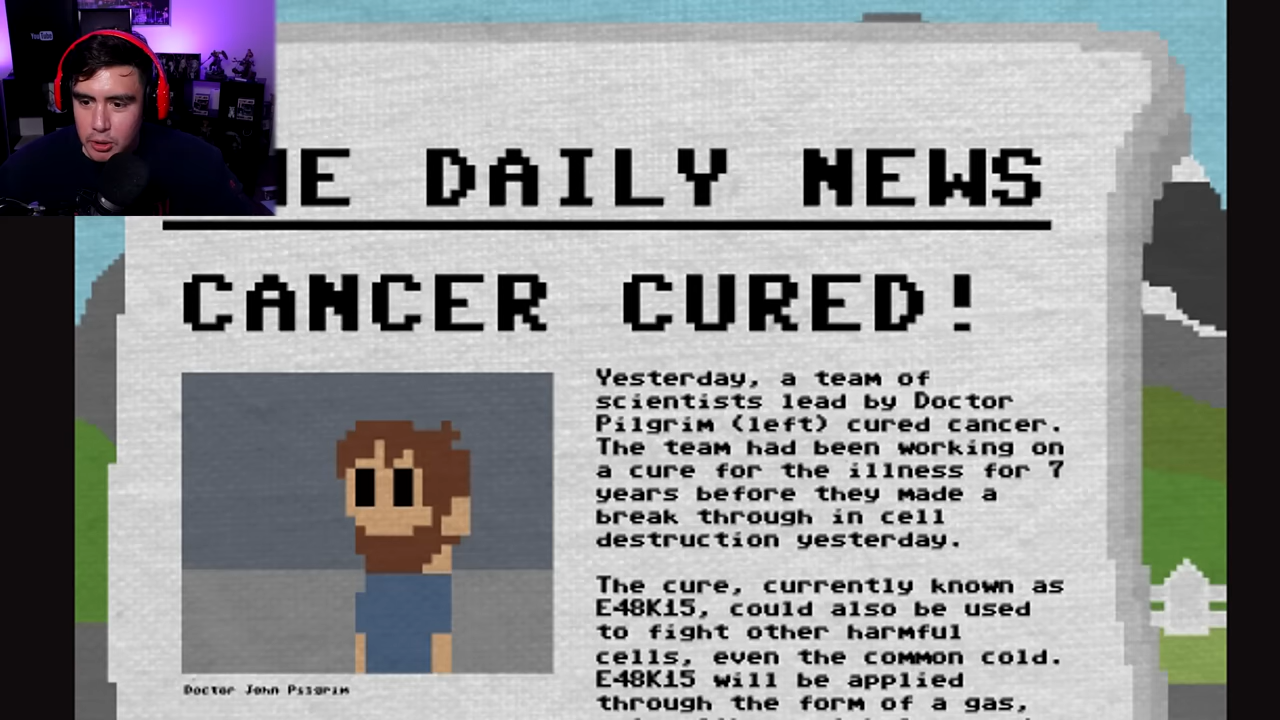 YouTube
HE DAILY NEWS
CANCER CURED!
Yesterday, a team of
scientists lead by Doctor
Pilgrim (left) cured cancer.
The team had been working on
a cure for the illness for 7
years before they made a
break through in cell
destruction yesterday.
The cure, currently known as
E48K15, could also be used
to fight other harmful
cells, even the common cold.
E48K15 will be applied
through the form of a gas,
Doctor John Pilgrim